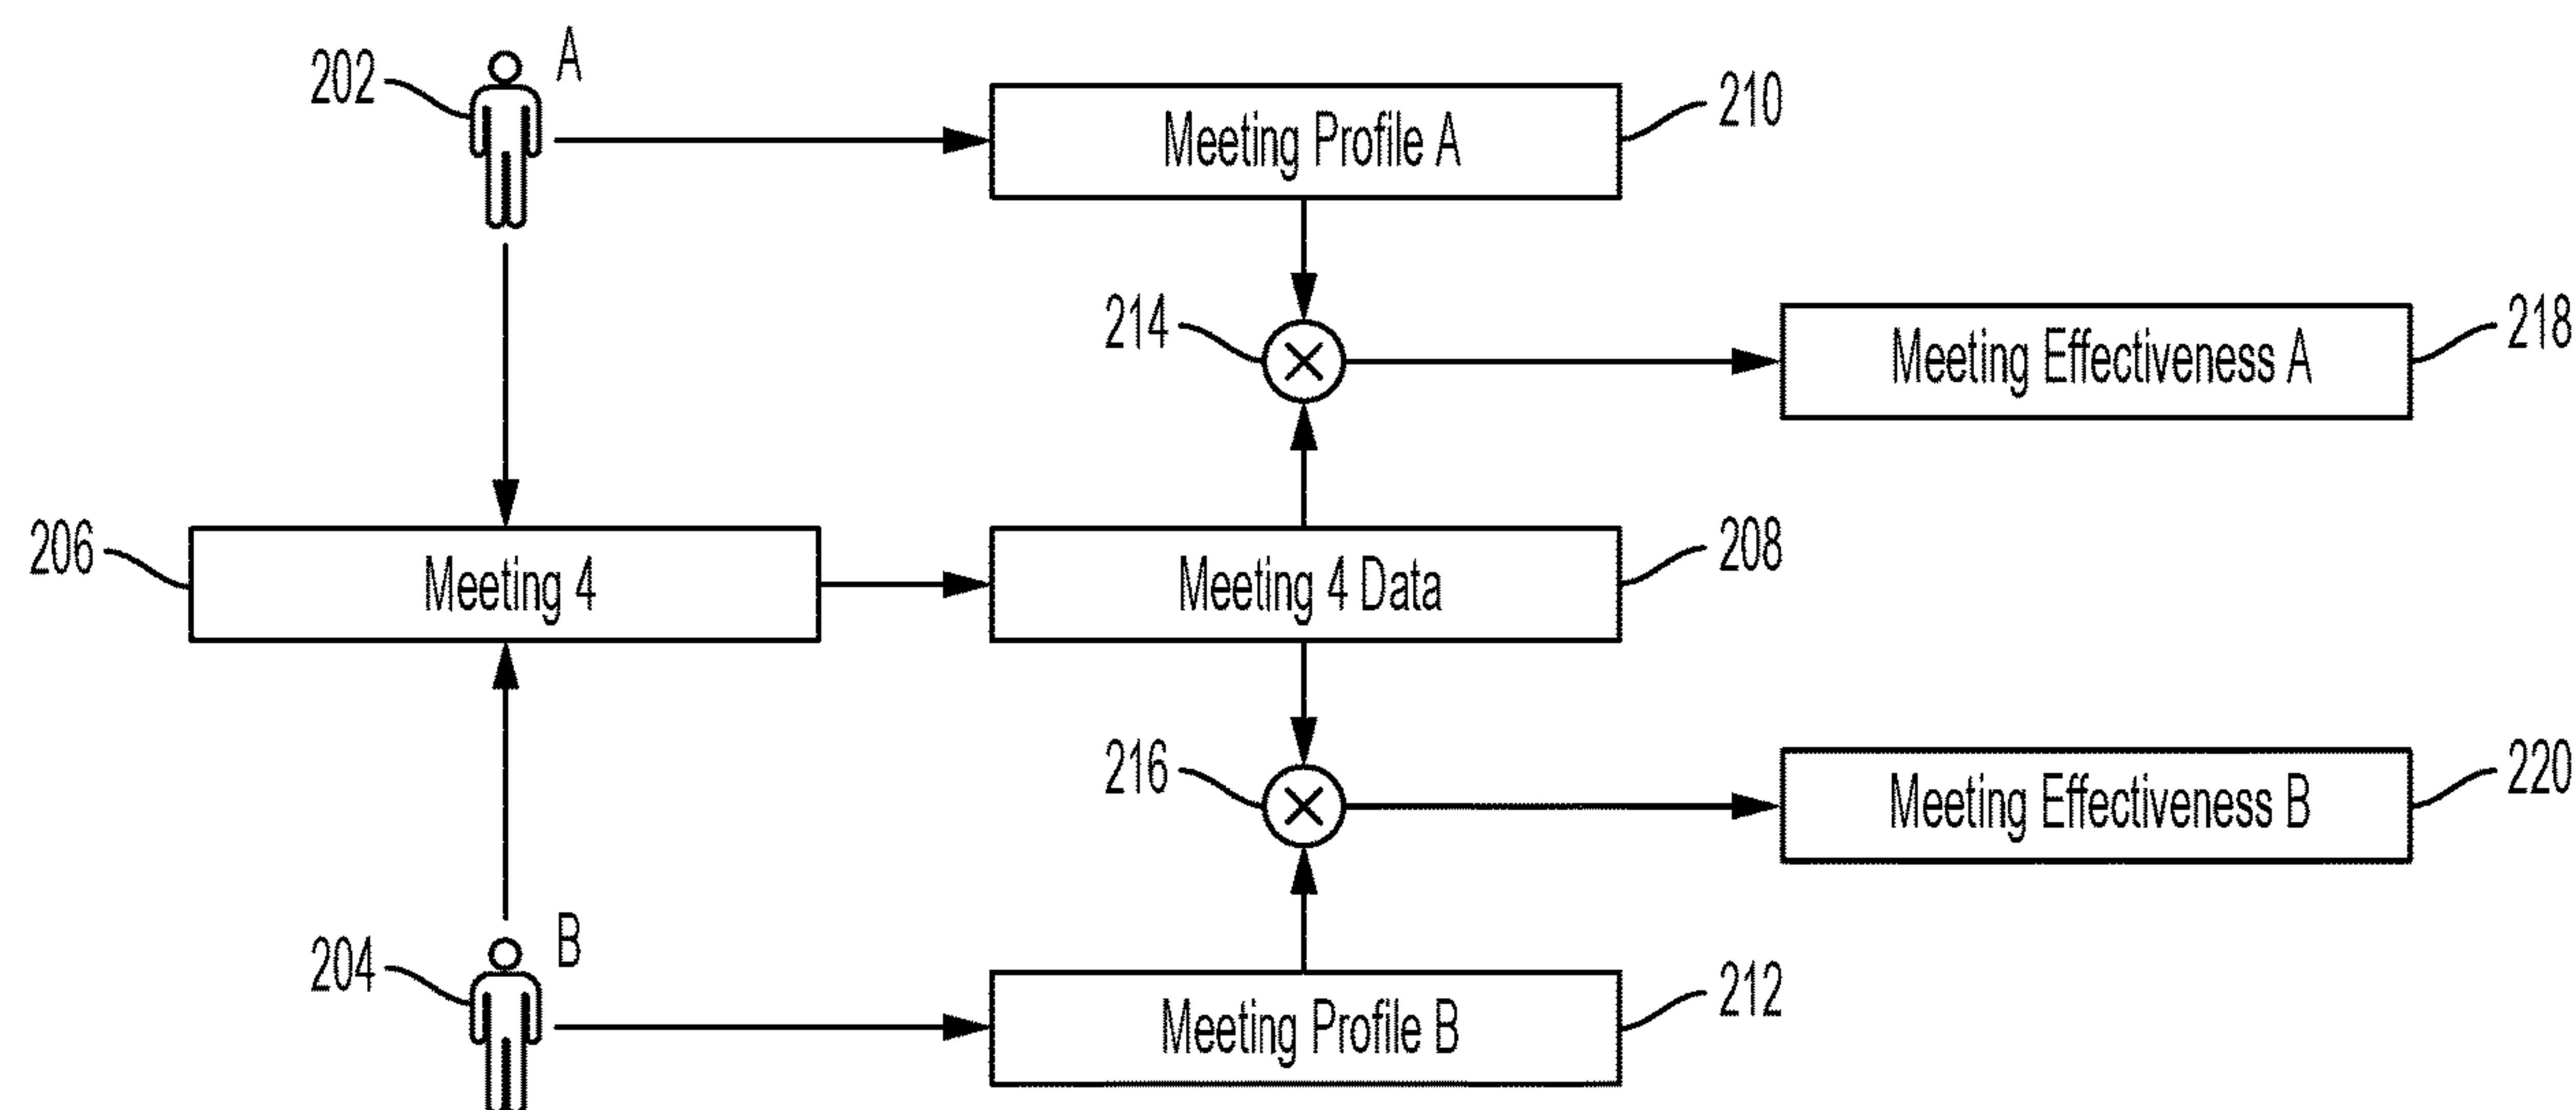 A
202
Meeting Profile A
210
214
Meeting Effectiveness A
218
206
Meeting 4
Meeting 4 Data
208
216
Meeting Effectiveness B
220
B
204
Meeting Profile B
212